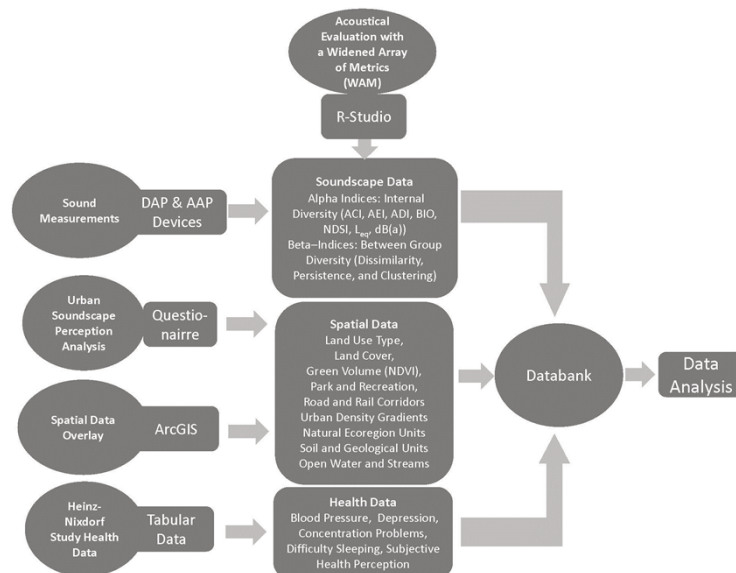 Acoustical
Evaluation with
a Widened Array
of Metrics
(WAM)
R-Studio
Sound
Measurements
DAP & AAP
Devices
Soundscape Data
Alpha Indices: Internal
Diversity (ACI, AEI, ADI, BIO,
NDSI, Leq, dB(a))
Beta–Indices: Between Group
Diversity (Dissimilarity,
Persistence, and Clustering)
Urban
Soundscape
Perception
Analysis
Questio-
nairre
Spatial Data
Land Use Type,
Land Cover,
Green Volume (NDVI),
Park and Recreation,
Road and Rail Corridors
Urban Density Gradients
Natural Ecoregion Units
Soil and Geological Units
Open Water and Streams
Spatial Data
Overlay
ArcGIS
Databank
Data
Analysis
Heinz-
Nixdorf
Study Health
Data
Tabular
Data
Health Data
Blood Pressure, Depression,
Concentration Problems,
Difficulty Sleeping, Subjective
Health Perception